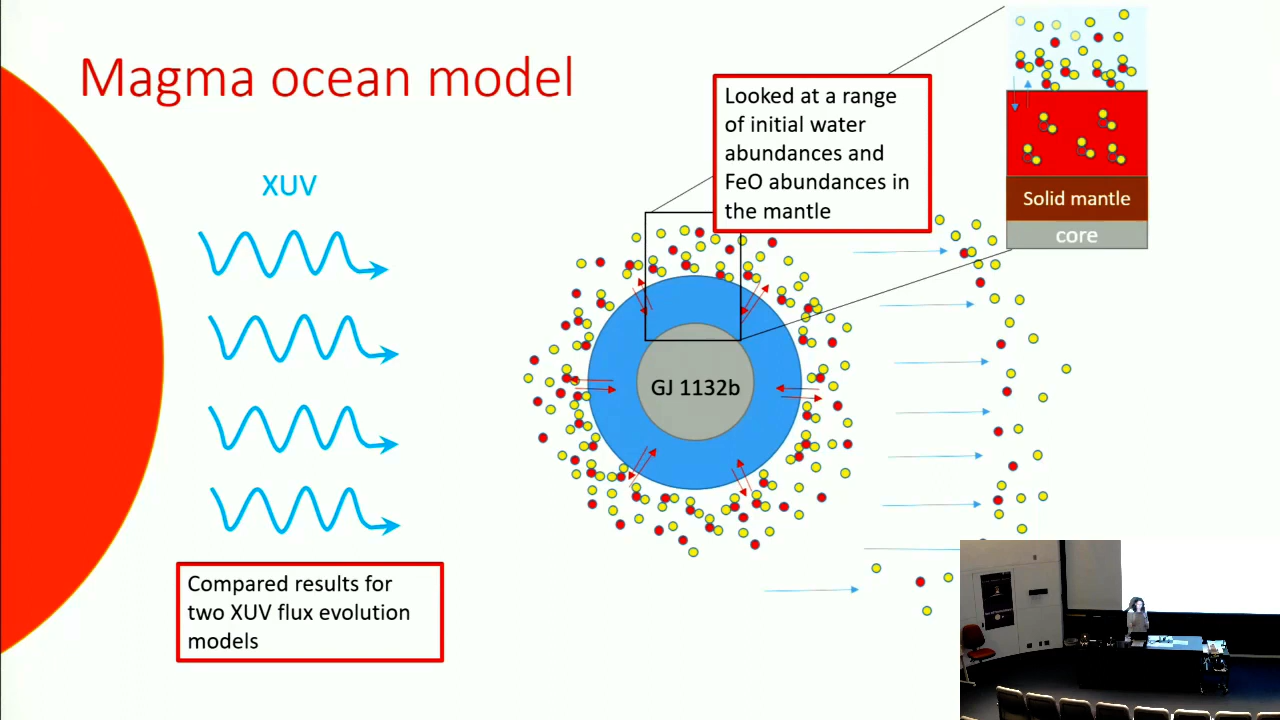 Magma ocean model
XUV
Looked at a range
of initial water
abundances and
FeO abundances in
the mantle
Solid mantle
core
GJ 1132b
Compared results for
two XUV flux evolution
models